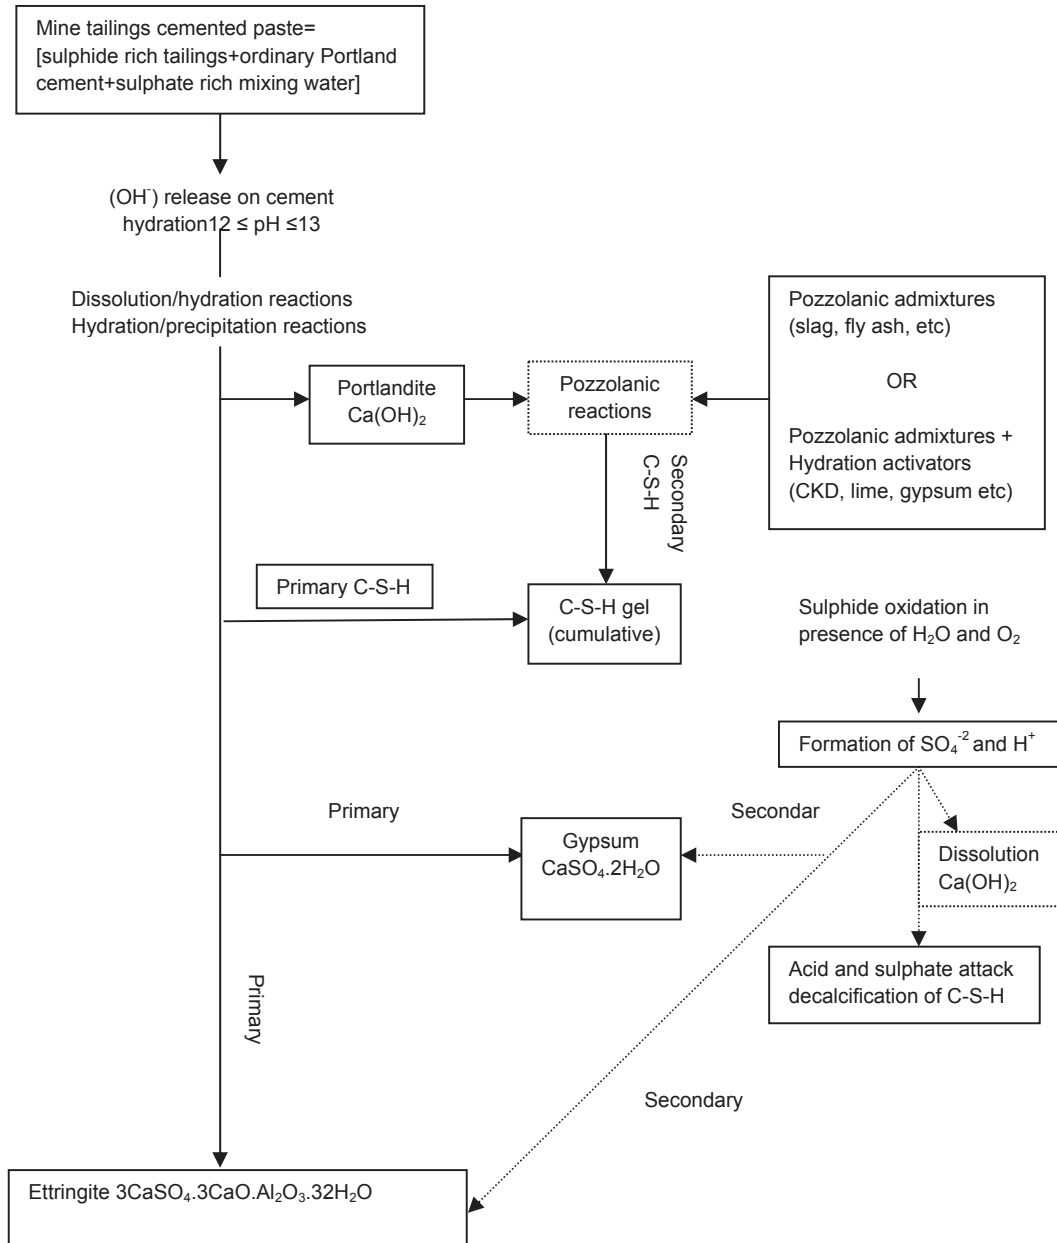 Mine tailings cemented paste=
[sulphide rich tailings+ordinary Portland
cement+sulphate rich mixing water]
(OH⁻) release on cement
hydration12 ≤ pH ≤13
Dissolution/hydration reactions
Hydration/precipitation reactions
Portlandite
Ca(OH)₂
Pozzolanic
reactions
Pozzolanic admixtures
(slag, fly ash, etc)
OR
Pozzolanic admixtures +
Hydration activators
(CKD, lime, gypsum etc)
Secondary
C-S-H
Primary C-S-H
C-S-H gel
(cumulative)
Sulphide oxidation in
presence of H₂O and O₂
Formation of SO₄⁻² and H⁺
Primary
Secondar
Gypsum
CaSO₄.2H₂O
Dissolution
Ca(OH)₂
Acid and sulphate attack
decalcification of C-S-H
Primary
Secondary
Ettringite 3CaSO₄.3CaO.Al₂O₃.32H₂O